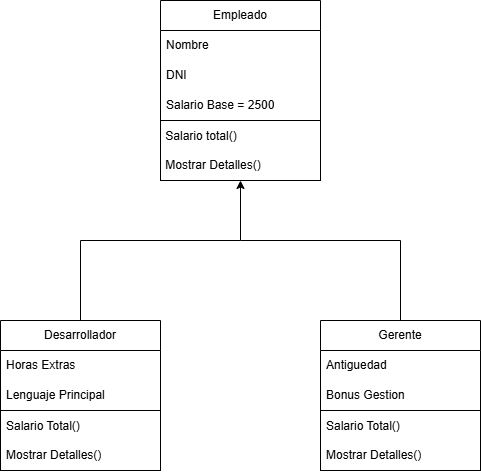 Empleado
Nombre
DNI
Salario Base = 2500
Salario total()
Mostrar Detalles()
Desarrollador
Horas Extras
Lenguaje Principal
Salario Total()
Mostrar Detalles()
Gerente
Antiguedad
Bonus Gestion
Salario Total()
Mostrar Detalles()